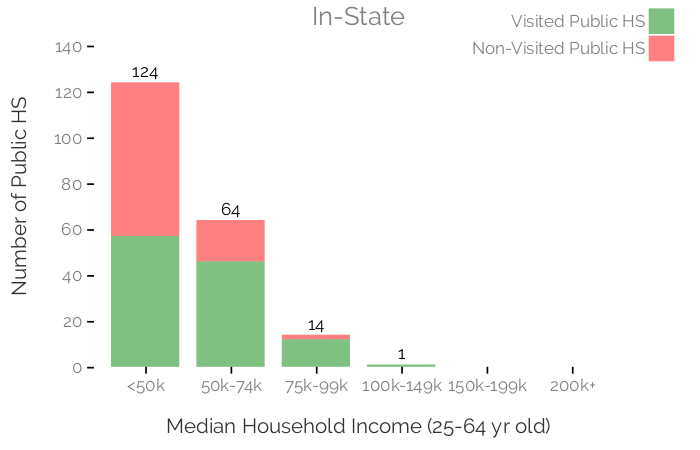 In-State
Visited Public HS
Non-Visited Public HS
Number of Public HS
140
120
100
80
60
40
20
0
124
64
14
1
<50k
50k-74k
75k-99k
100k-149k
150k-199k
200k+
Median Household Income (25-64 yr old)